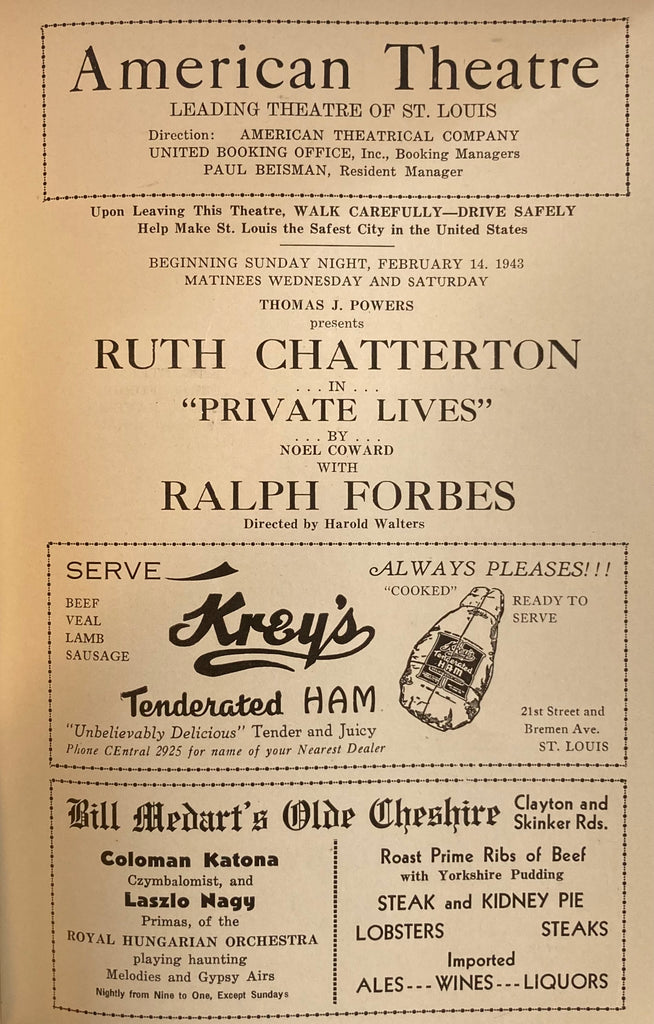 American Theatre
LEADING THEATRE OF ST. LOUIS
Direction: AMERICAN THEATRICAL COMPANY
UNITED BOOKING OFFICE, Inc., Booking Managers
PAUL BEISMAN, Resident Manager
Upon Leaving This Theatre, WALK CAREFULLY—DRIVE SAFELY
Help Make St. Louis the Safest City in the United States
BEGINNING SUNDAY NIGHT, FEBRUARY 14. 1943
MATINEES WEDNESDAY AND SATURDAY
THOMAS J. POWERS
presents
RUTH CHATTERTON
. . . IN . . .
“PRIVATE LIVES”
. . . BY . . .
NOEL COWARD
WITH
RALPH FORBES
Directed by Harold Walters
SERVE
BEEF
VEAL
LAMB
SAUSAGE
Krey's
Tenderated HAM
"Unbelievably Delicious" Tender and Juicy
Phone CEntral 2925 for name of your Nearest Dealer
ALWAYS PLEASES!!!
"COOKED"
READY TO
SERVE
Krey's
Tenderated
HAM
21st Street and
Bremen Ave.
ST. LOUIS
Bill Medart's Olde Cheshire
Clayton and
Skinker Rds.
Coloman Katona
Czymbalomist, and
Laszlo Nagy
Primas, of the
ROYAL HUNGARIAN ORCHESTRA
playing haunting
Melodies and Gypsy Airs
Nightly from Nine to One, Except Sundays
Roast Prime Ribs of Beef
with Yorkshire Pudding
STEAK and KIDNEY PIE
LOBSTERS STEAKS
Imported
ALES---WINES---LIQUORS